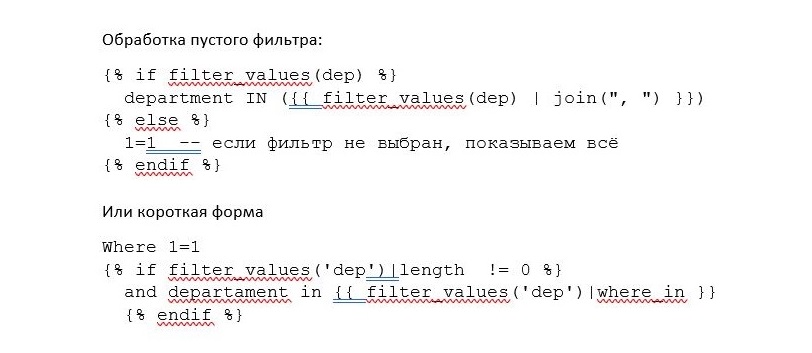 Обработка пустого фильтра:
{% if filter_values(dep) %}
  department IN ({{ filter_values(dep) | join(", ") }})
{% else %}
  1=1  -- если фильтр не выбран, показываем всё
{% endif %}
Или короткая форма
Where 1=1
{% if filter_values('dep')|length  != 0 %}
  and departament in {{ filter_values('dep')|where_in }}
  {% endif %}